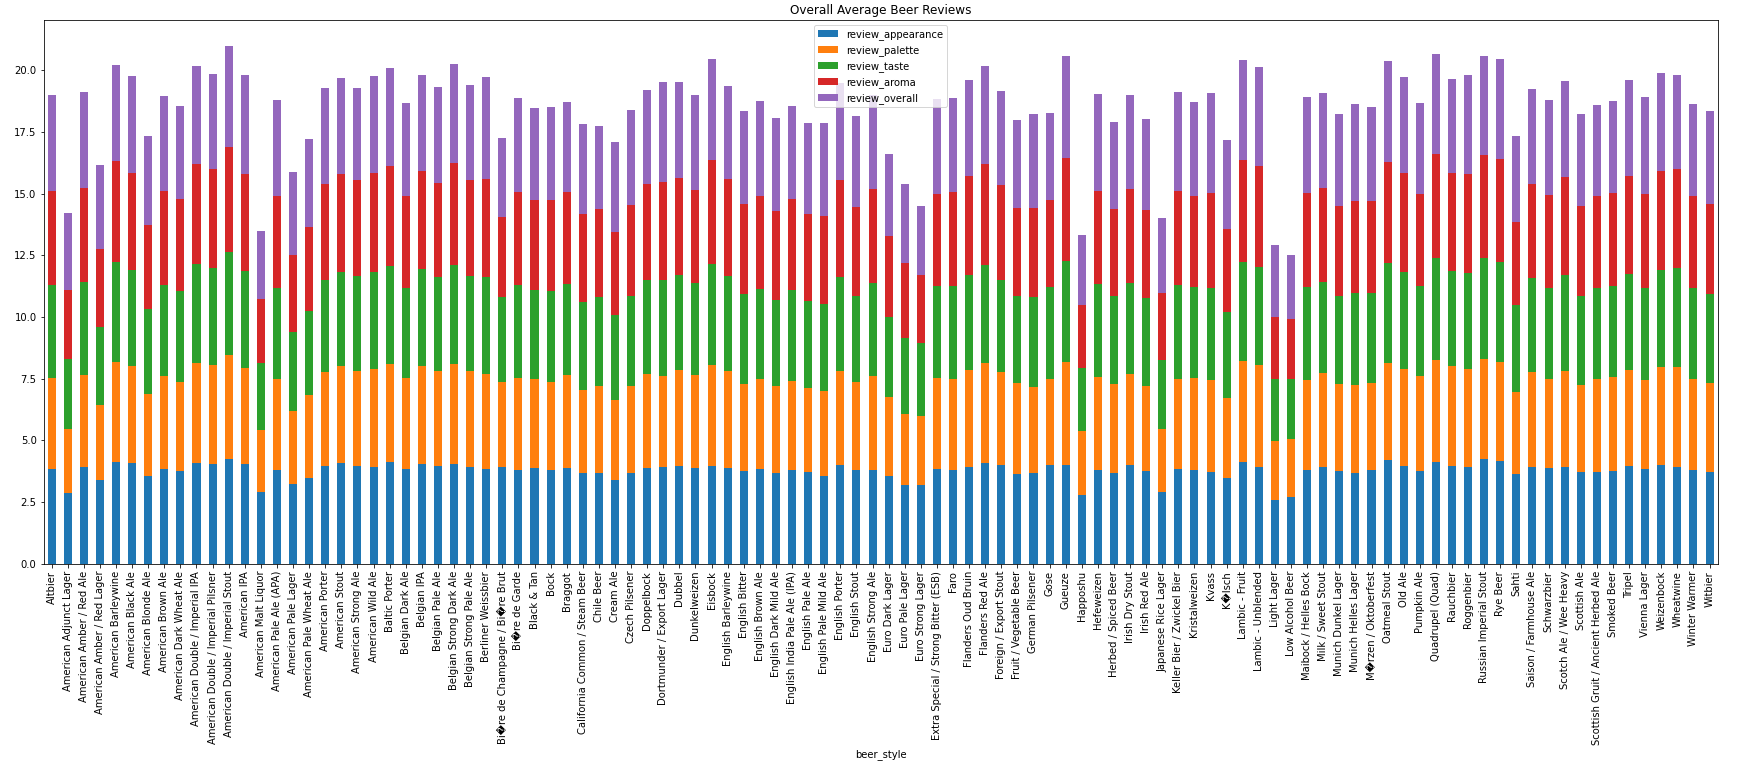 Overall Average Beer Reviews
review_appearance
review_palette
review_taste
review_aroma
review_overall
20.0
17.5
15.0
12.5
10.0
7.5
5.0
2.5
0.0
Altbier
American Adjunct Lager
American Amber / Red Ale
American Amber / Red Lager
American Barleywine
American Black Ale
American Blonde Ale
American Brown Ale
American Dark Wheat Ale
American Double / Imperial IPA
American Double / Imperial Pilsner
American Double / Imperial Stout
American IPA
American Malt Liquor
American Pale Ale (APA)
American Pale Lager
American Pale Wheat Ale
American Porter
American Stout
American Strong Ale
American Wild Ale
Baltic Porter
Belgian Dark Ale
Belgian IPA
Belgian Pale Ale
Belgian Strong Dark Ale
Belgian Strong Pale Ale
Berliner Weissbier
Bi�re de Champagne / Bi�re Brut
Bi�re de Garde
Black & Tan
Bock
Braggot
California Common / Steam Beer
Chile Beer
Cream Ale
Czech Pilsener
Doppelbock
Dortmunder / Export Lager
Dubbel
Dunkelweizen
Eisbock
English Barleywine
English Bitter
English Brown Ale
English Dark Mild Ale
English India Pale Ale (IPA)
English Pale Ale
English Pale Mild Ale
English Porter
English Stout
English Strong Ale
Euro Dark Lager
Euro Pale Lager
Euro Strong Lager
Extra Special / Strong Bitter (ESB)
Faro
Flanders Oud Bruin
Flanders Red Ale
Foreign / Export Stout
Fruit / Vegetable Beer
German Pilsener
Gose
Gueuze
Happoshu
Hefeweizen
Herbed / Spiced Beer
Irish Dry Stout
Irish Red Ale
Japanese Rice Lager
Keller Bier / Zwickel Bier
Kristalweizen
Kvass
K�lsch
Lambic - Fruit
Lambic - Unblended
Light Lager
Low Alcohol Beer
Maibock / Helles Bock
Milk / Sweet Stout
Munich Dunkel Lager
Munich Helles Lager
M�rzen / Oktoberfest
Oatmeal Stout
Old Ale
Pumpkin Ale
Quadrupel (Quad)
Rauchbier
Roggenbier
Russian Imperial Stout
Rye Beer
Sahti
Saison / Farmhouse Ale
Schwarzbier
Scotch Ale / Wee Heavy
Scottish Ale
Scottish Gruit / Ancient Herbed Ale
Smoked Beer
Tripel
Vienna Lager
Weizenbock
Wheatwine
Winter Warmer
Witbier
beer_style